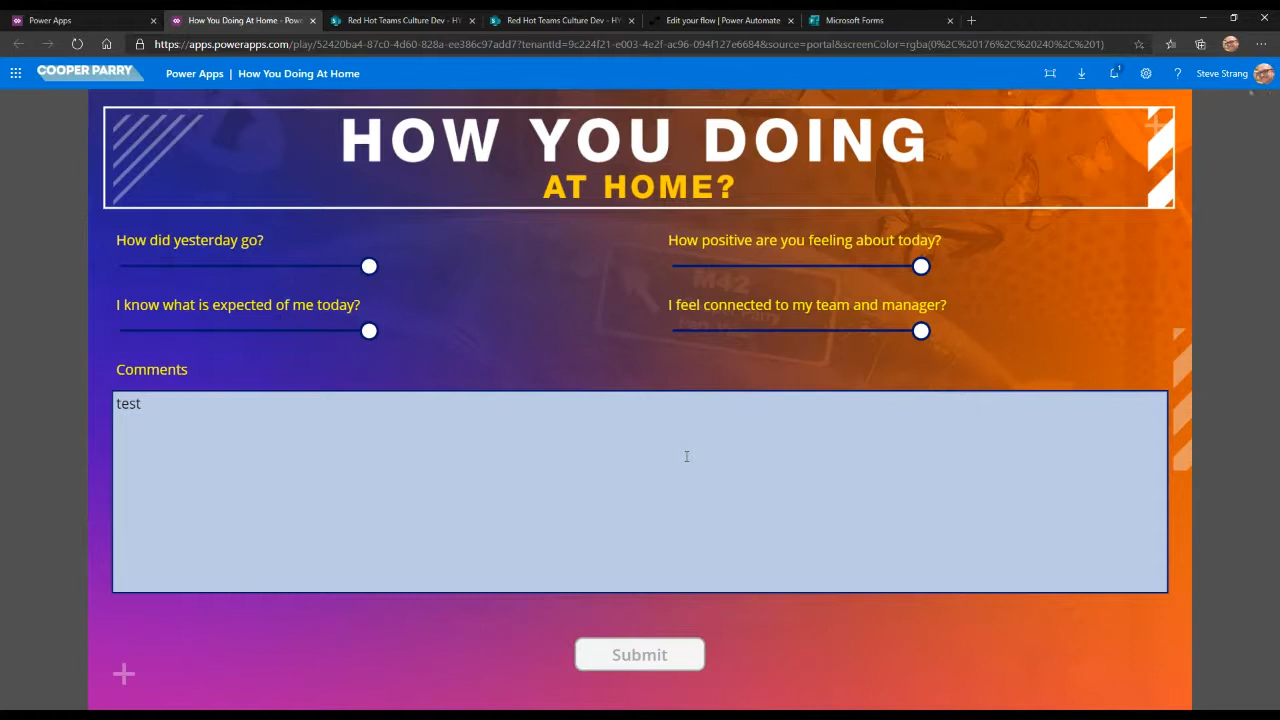 Power Apps
How You Doing At Home - Powe
Red Hot Teams Culture Dev - HY
Red Hot Teams Culture Dev - HY
Edit your flow | Power Automate
Microsoft Forms
https://apps.powerapps.com/play/52420ba4-87c0-4d60-828a-ee386c97add7?tenantId=9c224f21-e003-4e2f-ac96-094f127e6684&source=portal&screenColor=rgba(0%2C%20176%2C%20240%2C%201)
COOPER PARRY
Power Apps | How You Doing At Home
1
?
Steve Strang
HOW YOU DOING
AT HOME?
How did yesterday go?
How positive are you feeling about today?
M42
I know what is expected of me today?
I feel connected to my team and manager?
Comments
test
Submit